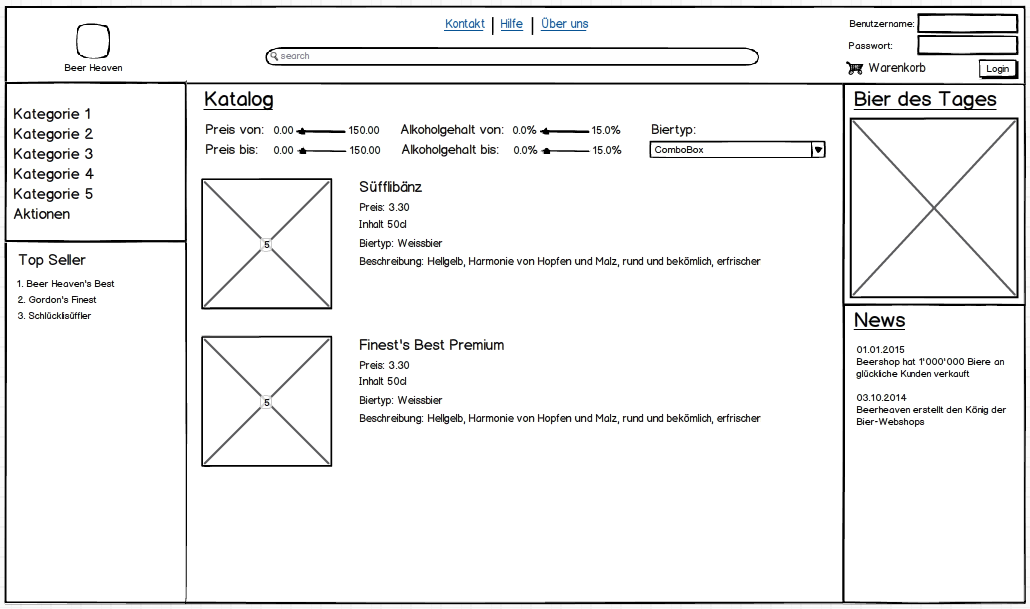 Kontakt | Hilfe | Über uns
Benutzername:
Beer Heaven
search
Passwort:
Warenkorb
Login
Kategorie 1
Kategorie 2
Kategorie 3
Kategorie 4
Kategorie 5
Aktionen
Top Seller
1. Beer Heaven's Best
2. Gordon's Finest
3. Schlücklisüffler
Katalog
Preis von: 0.00 150.00 Alkoholgehalt von: 0.0% 15.0% Biertyp:
Preis bis: 0.00 150.00 Alkoholgehalt bis: 0.0% 15.0% ComboBox
Süfflibänz
Preis: 3.30
Inhalt 50cl
5
Biertyp: Weissbier
Beschreibung: Hellgelb, Harmonie von Hopfen und Malz, rund und bekömlich, erfrischer
Finest's Best Premium
Preis: 3.30
Inhalt 50cl
5
Biertyp: Weissbier
Beschreibung: Hellgelb, Harmonie von Hopfen und Malz, rund und bekömlich, erfrischer
Bier des Tages
News
01.01.2015
Beershop hat 1'000'000 Biere an
glückliche Kunden verkauft
03.10.2014
Beerheaven erstellt den König der
Bier-Webshops